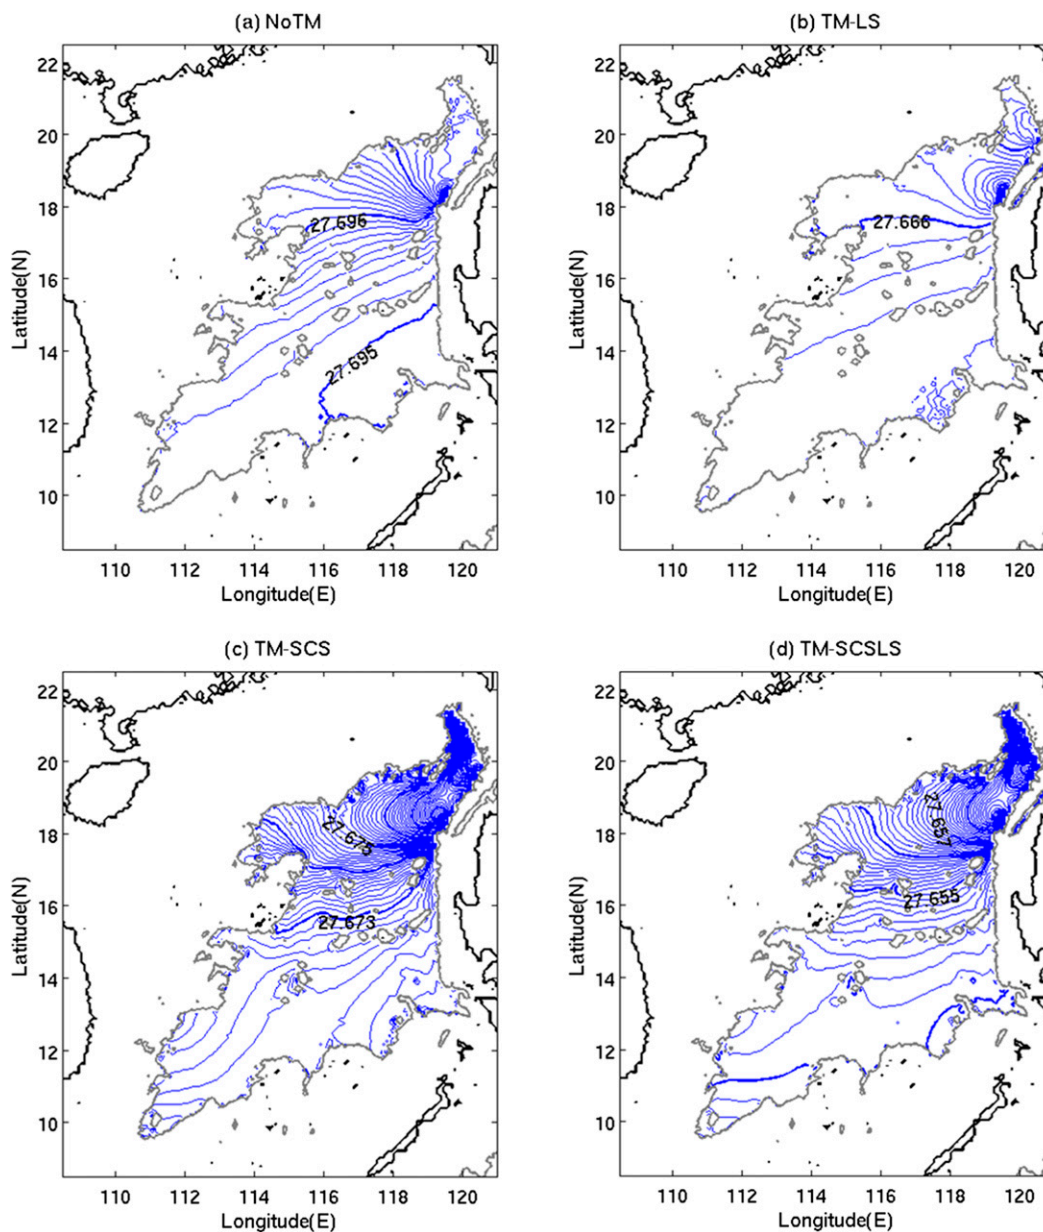 (a) NoTM
(b) TM-LS
22
20
18
16
14
12
10
Latitude(N)
27.696
27.695
110 112 114 116 118 120
Longitude(E)
22
20
18
16
14
12
10
Latitude(N)
27.666
110 112 114 116 118 120
Longitude(E)
(c) TM-SCS
(d) TM-SCSLS
22
20
18
16
14
12
10
Latitude(N)
27.675
27.673
110 112 114 116 118 120
Longitude(E)
22
20
18
16
14
12
10
Latitude(N)
27.657
27.655
110 112 114 116 118 120
Longitude(E)